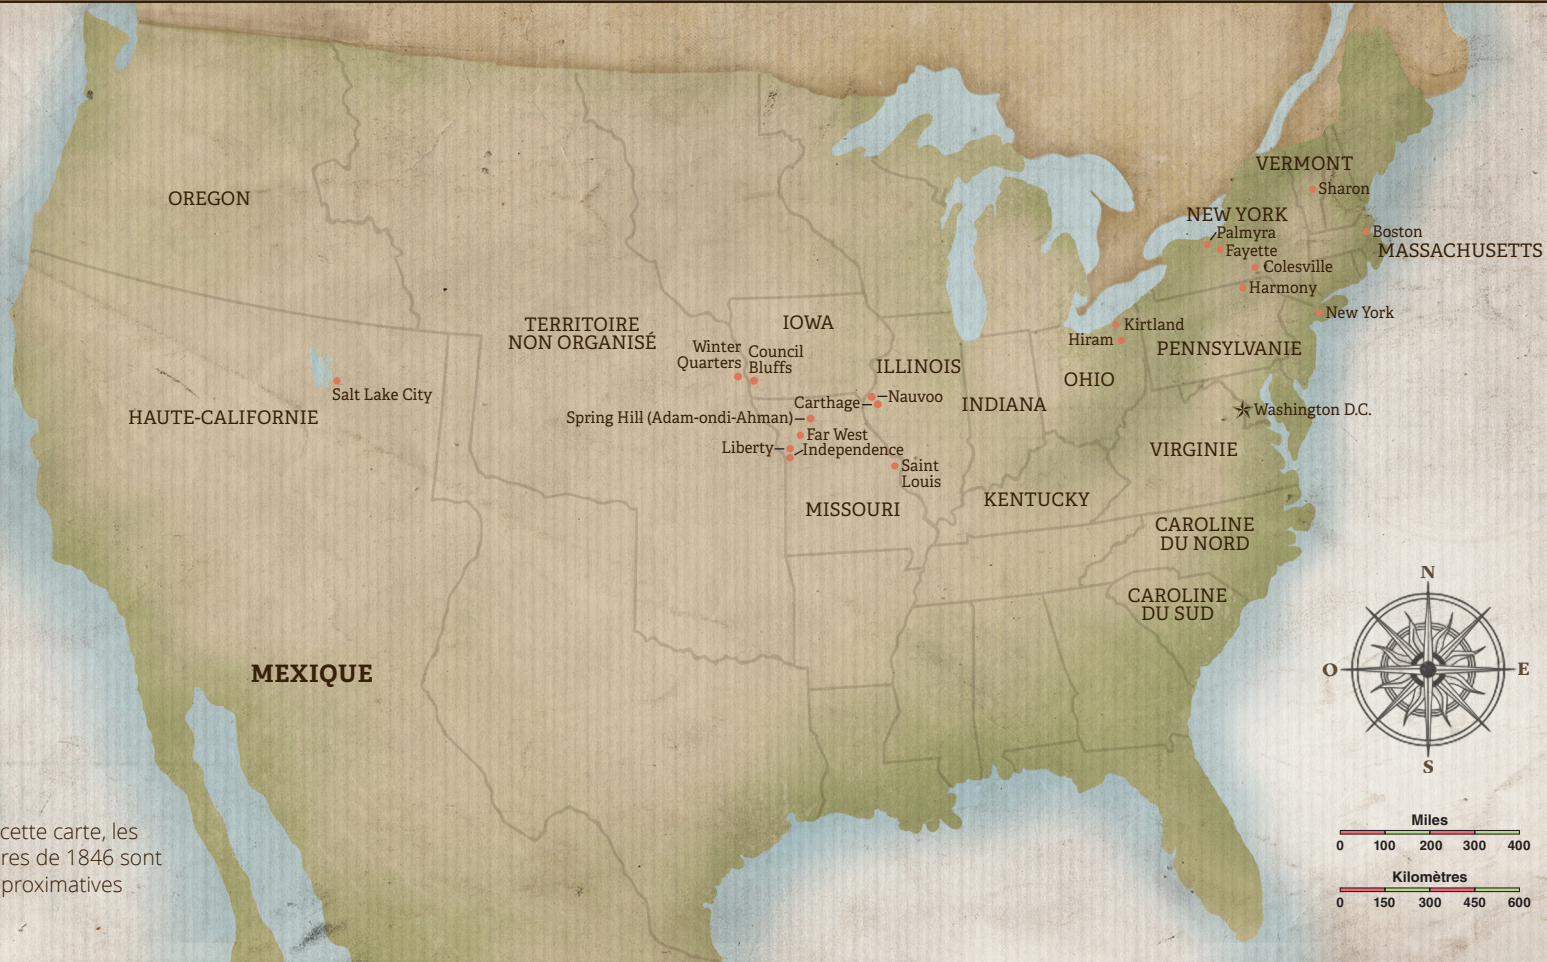 VERMONT
Sharon
OREGON
NEW YORK
Palmyra
Boston
Fayette
MASSACHUSETTS
Colesville
Harmony
New York
TERRITOIRE
NON ORGANISÉ
IOWA
Kirtland
Hiram
PENNSYLVANIE
Winter
Quarters
Council
Bluffs
ILLINOIS
OHIO
Salt Lake City
Nauvoo
Carthage
INDIANA
Washington D.C.
HAUTE-CALIFORNIE
Spring Hill (Adam-ondi-Ahman)
Far West
Liberty
Independence
VIRGINIE
Saint
Louis
KENTUCKY
MISSOURI
CAROLINE
DU NORD
CAROLINE
DU SUD
MEXIQUE
N
O
E
S
cette carte, les
res de 1846 sont
proximatives
Miles
0 100 200 300 400
Kilomètres
0 150 300 450 600